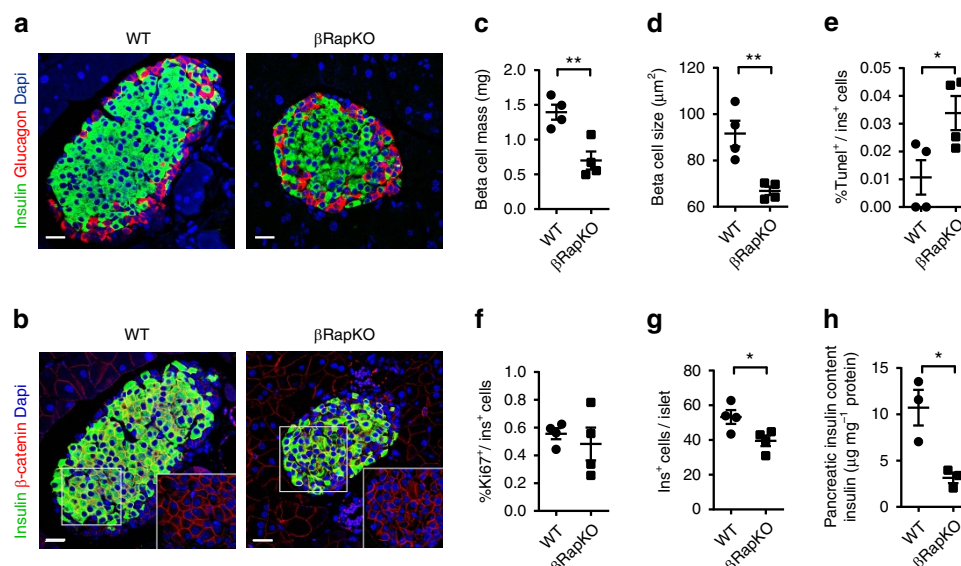 a
WT
βRapKO
Insulin Glucagon Dapi
b
WT
βRapKO
Insulin β-catenin Dapi
c
Beta cell mass (mg)
2.0
1.5
1.0
0.5
0.0
**
WT
βRapKO
d
Beta cell size (μm²)
100
80
60
**
WT
βRapKO
e
%Tunel⁺/ ins⁺ cells
0.05
0.04
0.03
0.02
0.01
0.00
*
WT
βRapKO
f
%Ki67⁺/ ins⁺ cells
1.0
0.8
0.6
0.4
0.2
0.0
WT
βRapKO
g
Ins⁺ cells / islet
80
60
40
20
0
*
WT
βRapKO
h
Pancreatic insulin content
insulin (μg mg⁻¹ protein)
15
10
5
0
*
WT
βRapKO